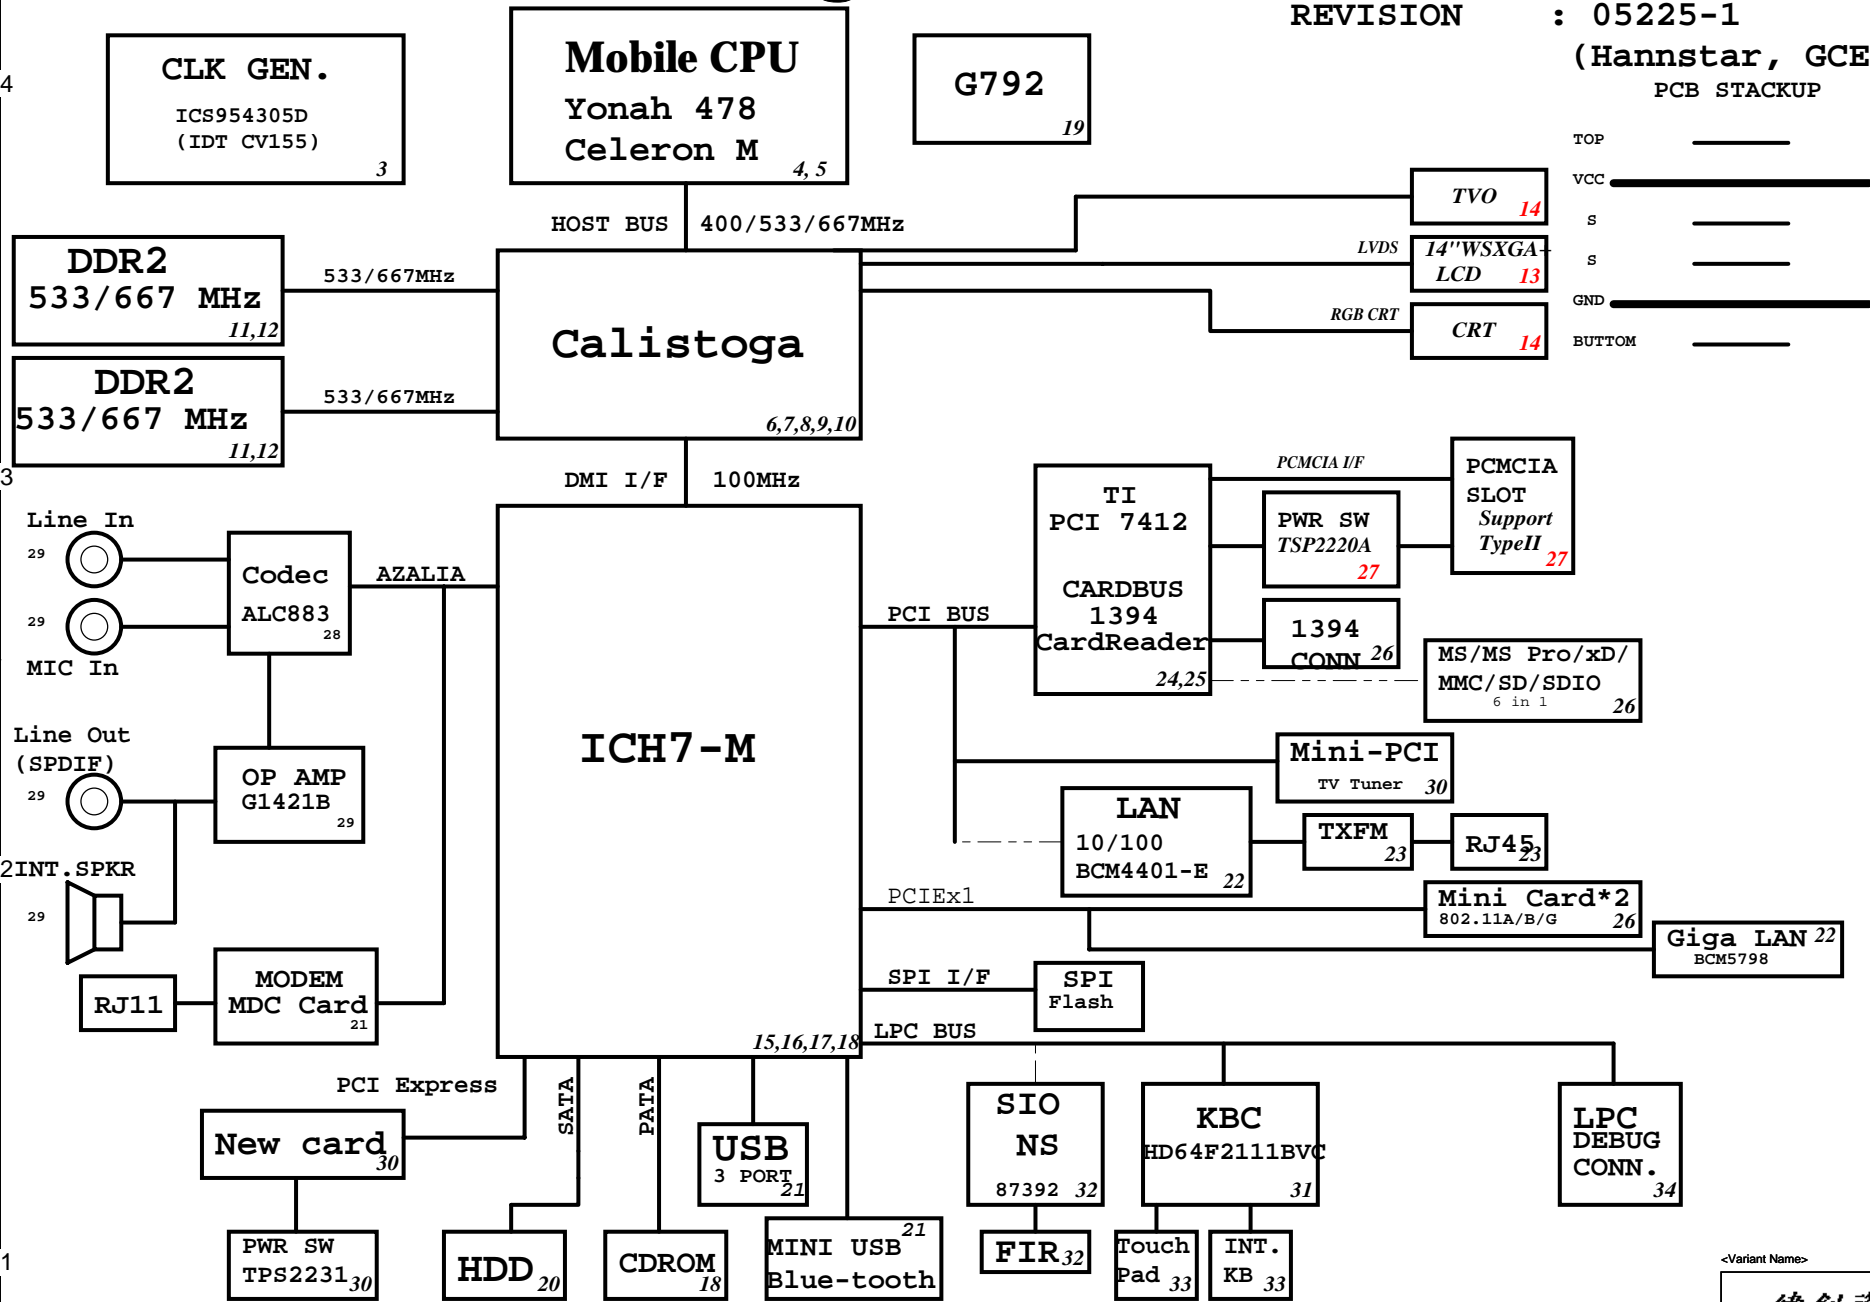 REVISION : 05225-1
(Hannstar, GCE
PCB STACKUP
TOP
VCC
S
S
GND
BUTTOM
4
3
2
1
CLK GEN.
ICS954305D
(IDT CV155)
3
Mobile CPU
Yonah 478
Celeron M
4, 5
G792
19
HOST BUS
400/533/667MHz
TVO
14
LVDS
14"WSXGA+
LCD
13
RGB CRT
CRT
14
DDR2
533/667 MHz
11,12
533/667MHz
DDR2
533/667 MHz
11,12
533/667MHz
Calistoga
6,7,8,9,10
DMI I/F
100MHz
Line In
29
29
MIC In
Codec
ALC883
28
AZALIA
Line Out
(SPDIF)
29
OP AMP
G1421B
29
INT.SPKR
29
RJ11
MODEM
MDC Card
21
ICH7-M
15,16,17,18
PCI BUS
TI
PCI 7412
CARDBUS
1394
CardReader
24,25
PCMCIA I/F
PWR SW
TSP2220A
27
PCMCIA
SLOT
Support
TypeII
27
1394
CONN
26
MS/MS Pro/xD/
MMC/SD/SDIO
6 in 1
26
Mini-PCI
TV Tuner
30
LAN
10/100
BCM4401-E
22
TXFM
23
RJ45
23
PCIEx1
Mini Card*2
802.11A/B/G
26
Giga LAN
22
BCM5798
SPI I/F
SPI
Flash
LPC BUS
PCI Express
SATA
PATA
New card
30
PWR SW
TPS2231
30
HDD
20
CDROM
18
USB
3 PORT
21
21
MINI USB
Blue-tooth
SIO
NS
87392
32
FIR
32
KBC
HD64F2111BVC
31
Touch
Pad
33
INT.
KB
33
LPC
DEBUG
CONN.
34
<Variant Name>